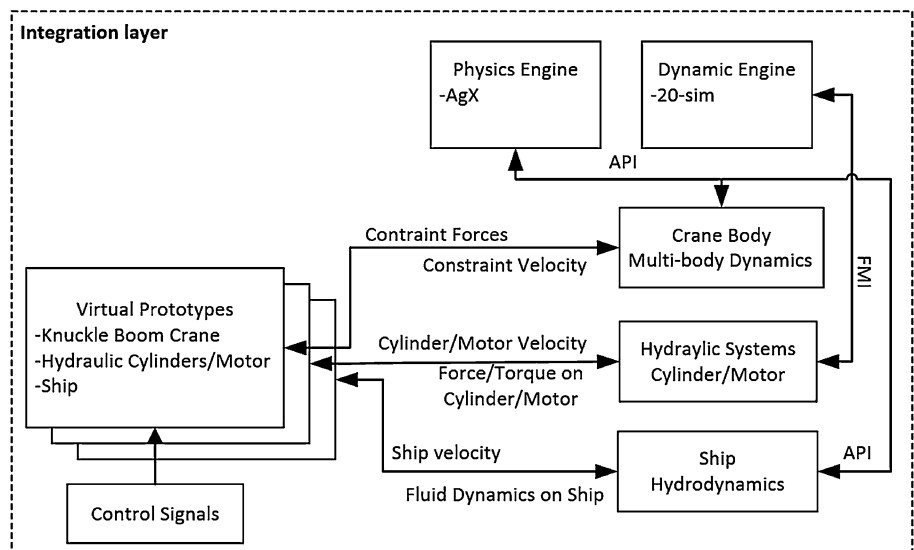 Integration layer
Physics Engine
-AgX
Dynamic Engine
-20-sim
API
Contraint Forces
Constraint Velocity
Crane Body
Multi-body Dynamics
FMI
Virtual Prototypes
-Knuckle Boom Crane
-Hydraulic Cylinders/Motor
-Ship
Cylinder/Motor Velocity
Force/Torque on
Cylinder/Motor
Hydraylic Systems
Cylinder/Motor
Ship velocity
Fluid Dynamics on Ship
Ship
Hydrodynamics
API
Control Signals